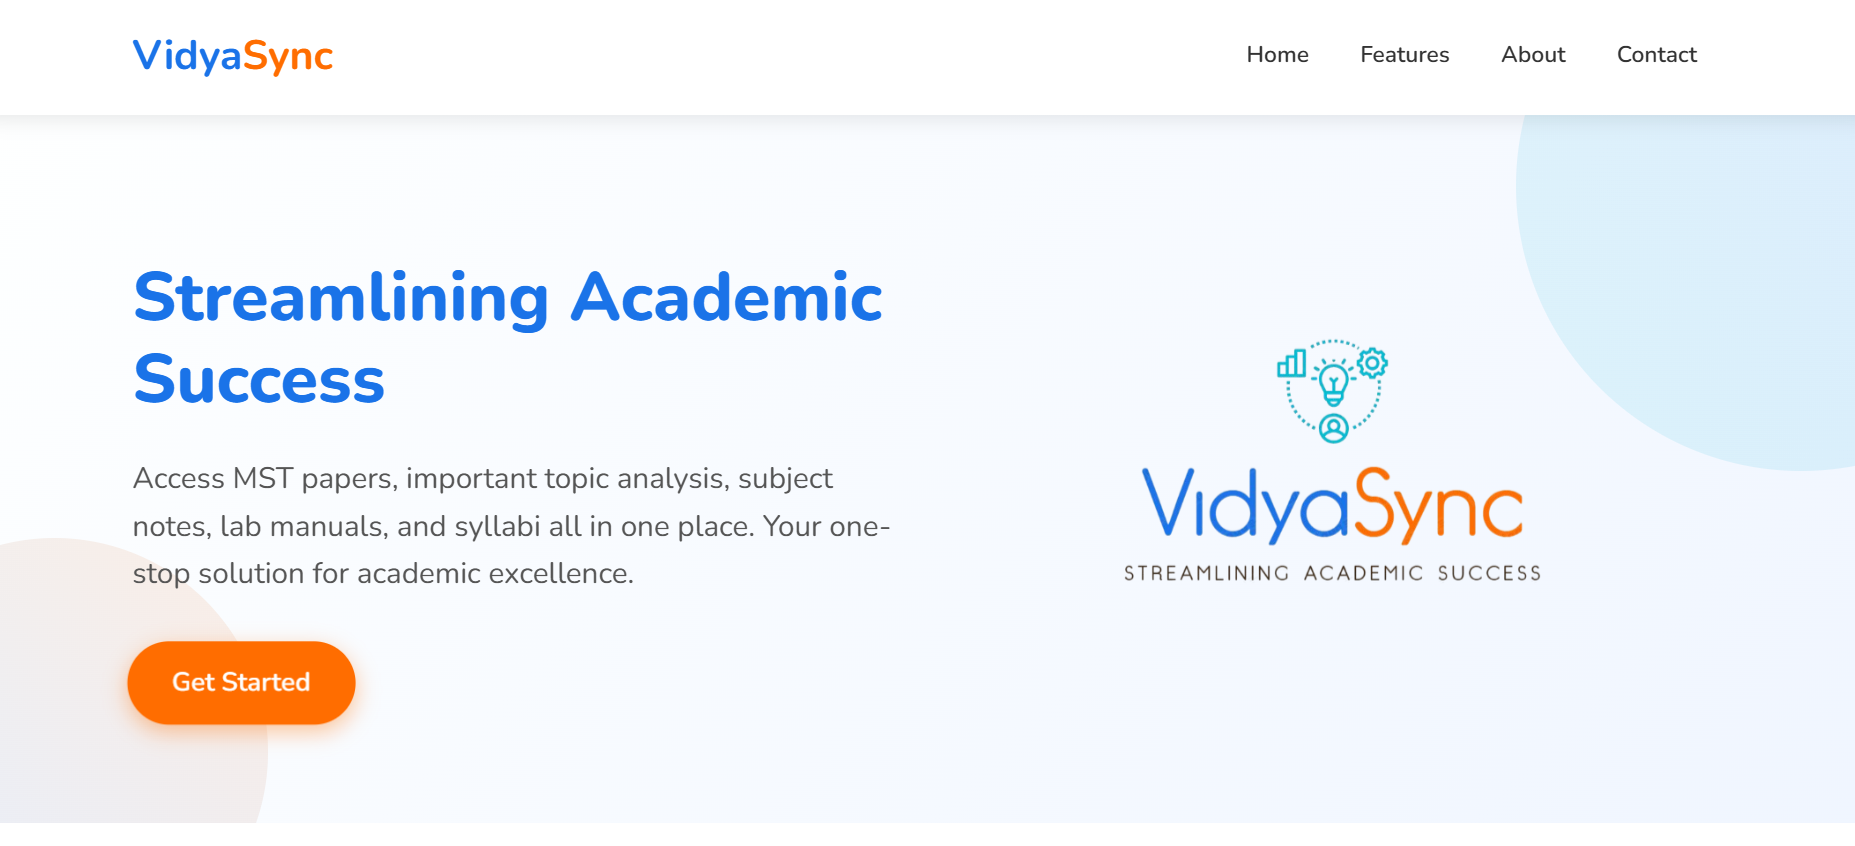 VidyaSync
Home
Features
About
Contact
Streamlining Academic
Success
Access MST papers, important topic analysis, subject
notes, lab manuals, and syllabi all in one place. Your one-
stop solution for academic excellence.
Get Started
VidyaSync
STREAMLINING ACADEMIC SUCCESS